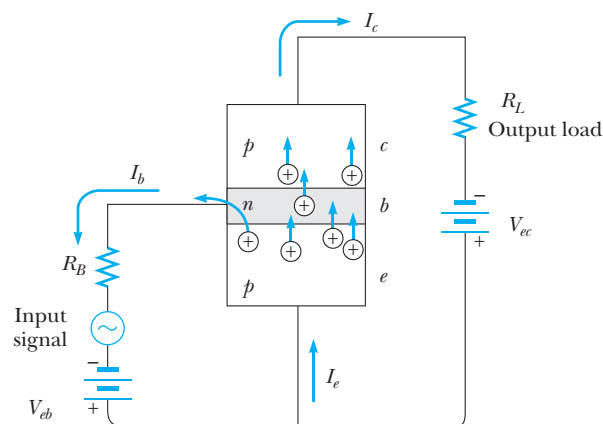 I_c
R_L
Output load
p
c
I_b
n
b
V_ec
R_B
p
e
Input
signal
I_e
V_eb
+
+
+
+
+
+
+
−
+
−
+